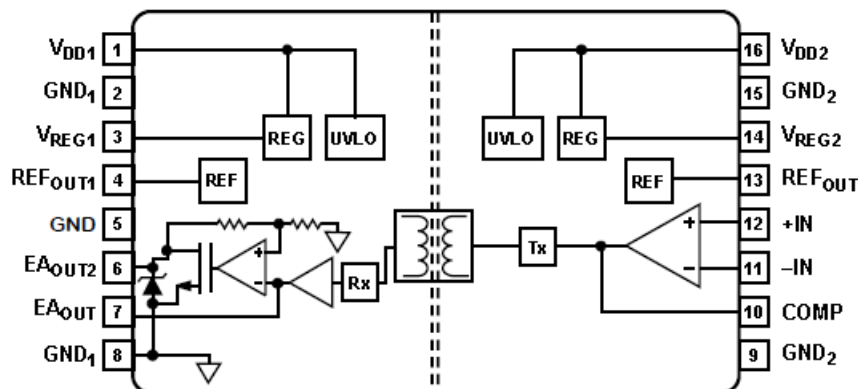 VDD1 1
GND1 2
VREG1 3
REFOUT1 4
GND 5
EAOUT2 6
EAOUT 7
GND1 8
REG
UVLO
REF
+
−
Rx
UVLO
REG
REF
Tx
+
−
16 VDD2
15 GND2
14 VREG2
13 REFOUT
12 +IN
11 −IN
10 COMP
9 GND2